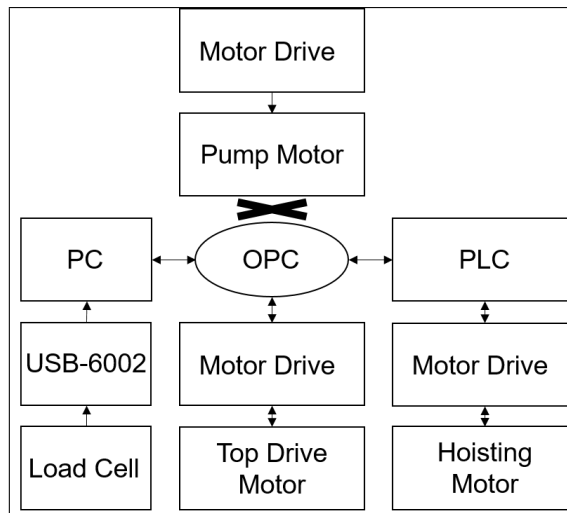 Motor Drive
Pump Motor
PC
OPC
PLC
USB-6002
Motor Drive
Motor Drive
Load Cell
Top Drive
Motor
Hoisting
Motor